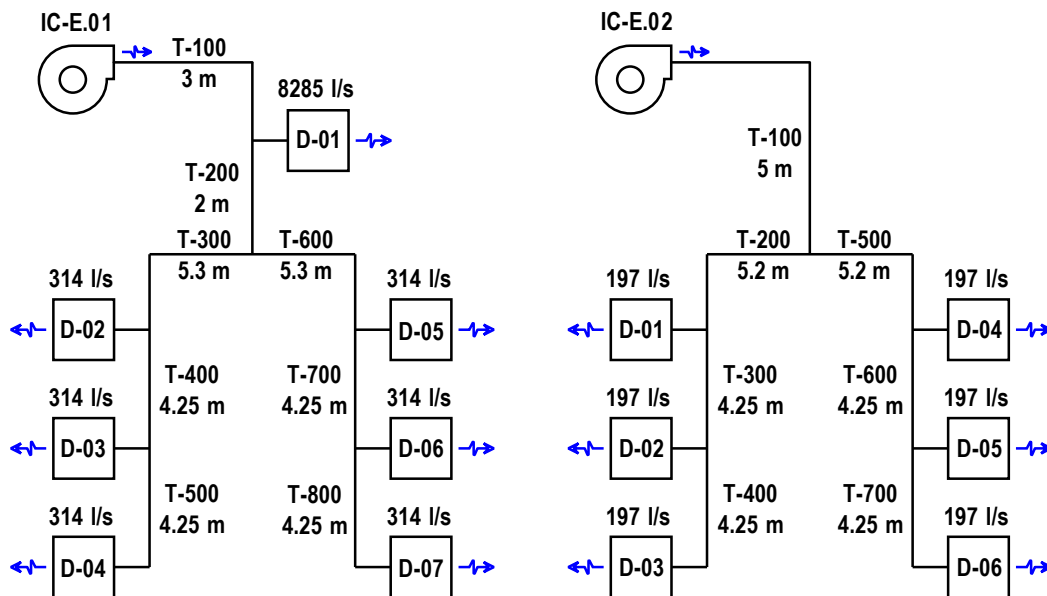 IC-E.01
T-100
3 m
8285 l/s
D-01
T-200
2 m
T-300
5.3 m
T-600
5.3 m
314 l/s
D-02
314 l/s
D-05
T-400
4.25 m
T-700
4.25 m
314 l/s
D-03
314 l/s
D-06
T-500
4.25 m
T-800
4.25 m
314 l/s
D-04
314 l/s
D-07
IC-E.02
T-100
5 m
T-200
5.2 m
T-500
5.2 m
197 l/s
D-01
197 l/s
D-04
T-300
4.25 m
T-600
4.25 m
197 l/s
D-02
197 l/s
D-05
T-400
4.25 m
T-700
4.25 m
197 l/s
D-03
197 l/s
D-06